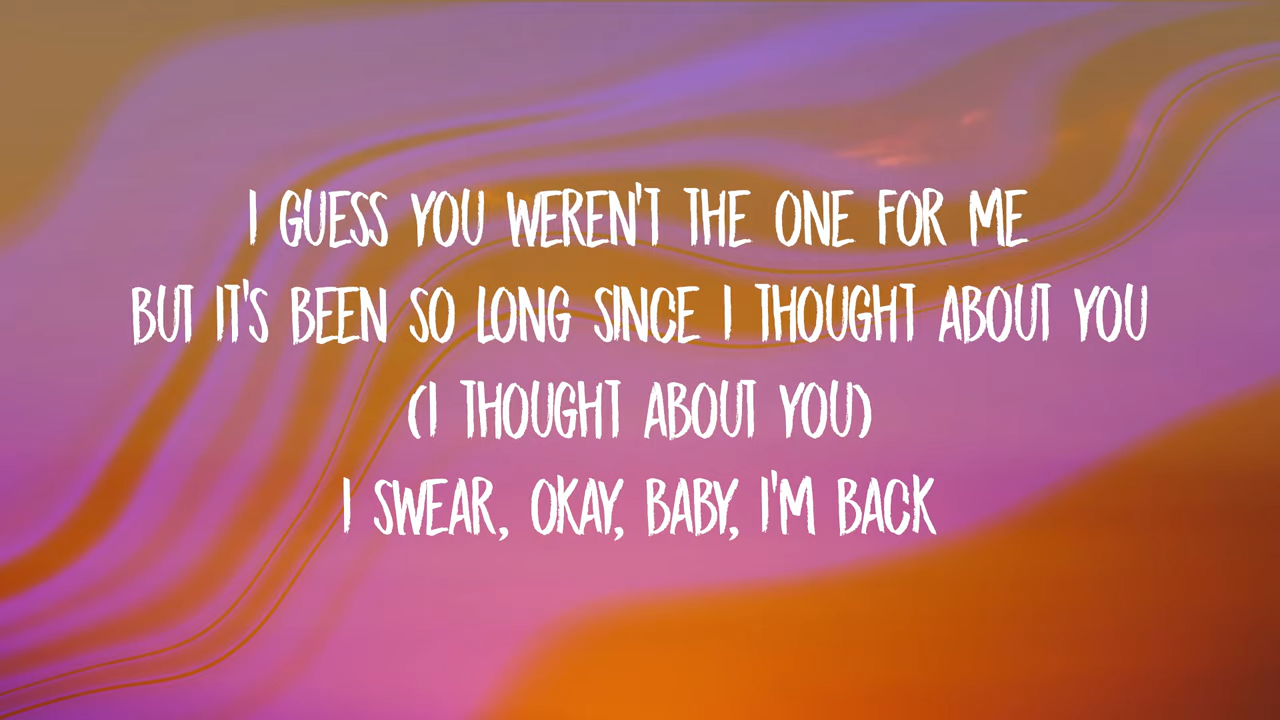 I GUESS YOU WEREN'T THE ONE FOR ME
BUT IT'S BEEN SO LONG SINCE I THOUGHT ABOUT YOU
(I THOUGHT ABOUT YOU)
I SWEAR, OKAY, BABY, I'M BACK